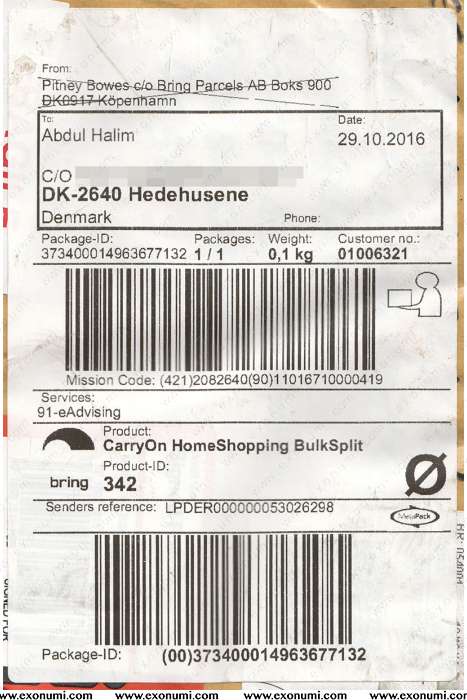 From:
Pitney Bowes c/o Bring Parcels AB Boks 900
DK0917 Köpenhamn
To:
Date:
Abdul Halim
29.10.2016
C/O
DK-2640 Hedehusene
Denmark
Phone:
Package-ID: Packages: Weight: Customer no.:
373400014963677132 1 / 1 0,1 kg 01006321
Mission Code: (421)2082640(90)11016710000419
Services:
91-eAdvising
Product:
CarryOn HomeShopping BulkSplit
Product-ID:
bring 342
Senders reference: LPDER000000053026298
MetaPack
Package-ID: (00)373400014963677132
www.exonumi.com www.exonumi.com www.exonumi.com www.exonumi.com